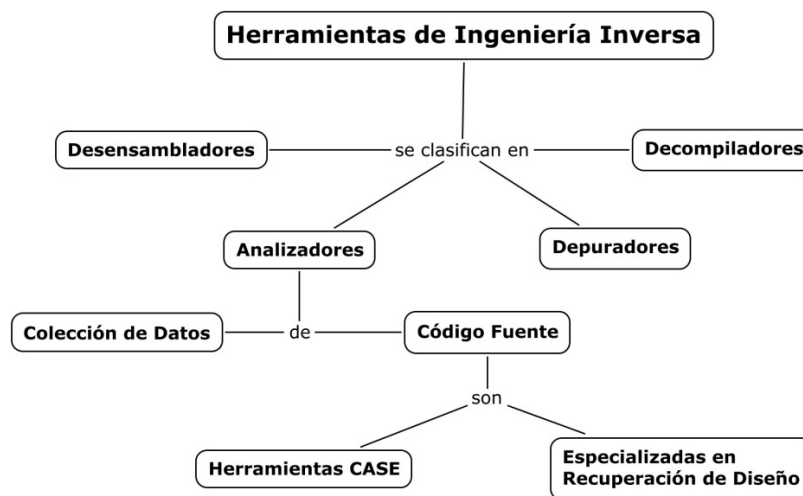 Herramientas de Ingeniería Inversa
Desensambladores
se clasifican en
Decompiladores
Analizadores
Depuradores
Colección de Datos
de
Código Fuente
son
Herramientas CASE
Especializadas en
Recuperación de Diseño